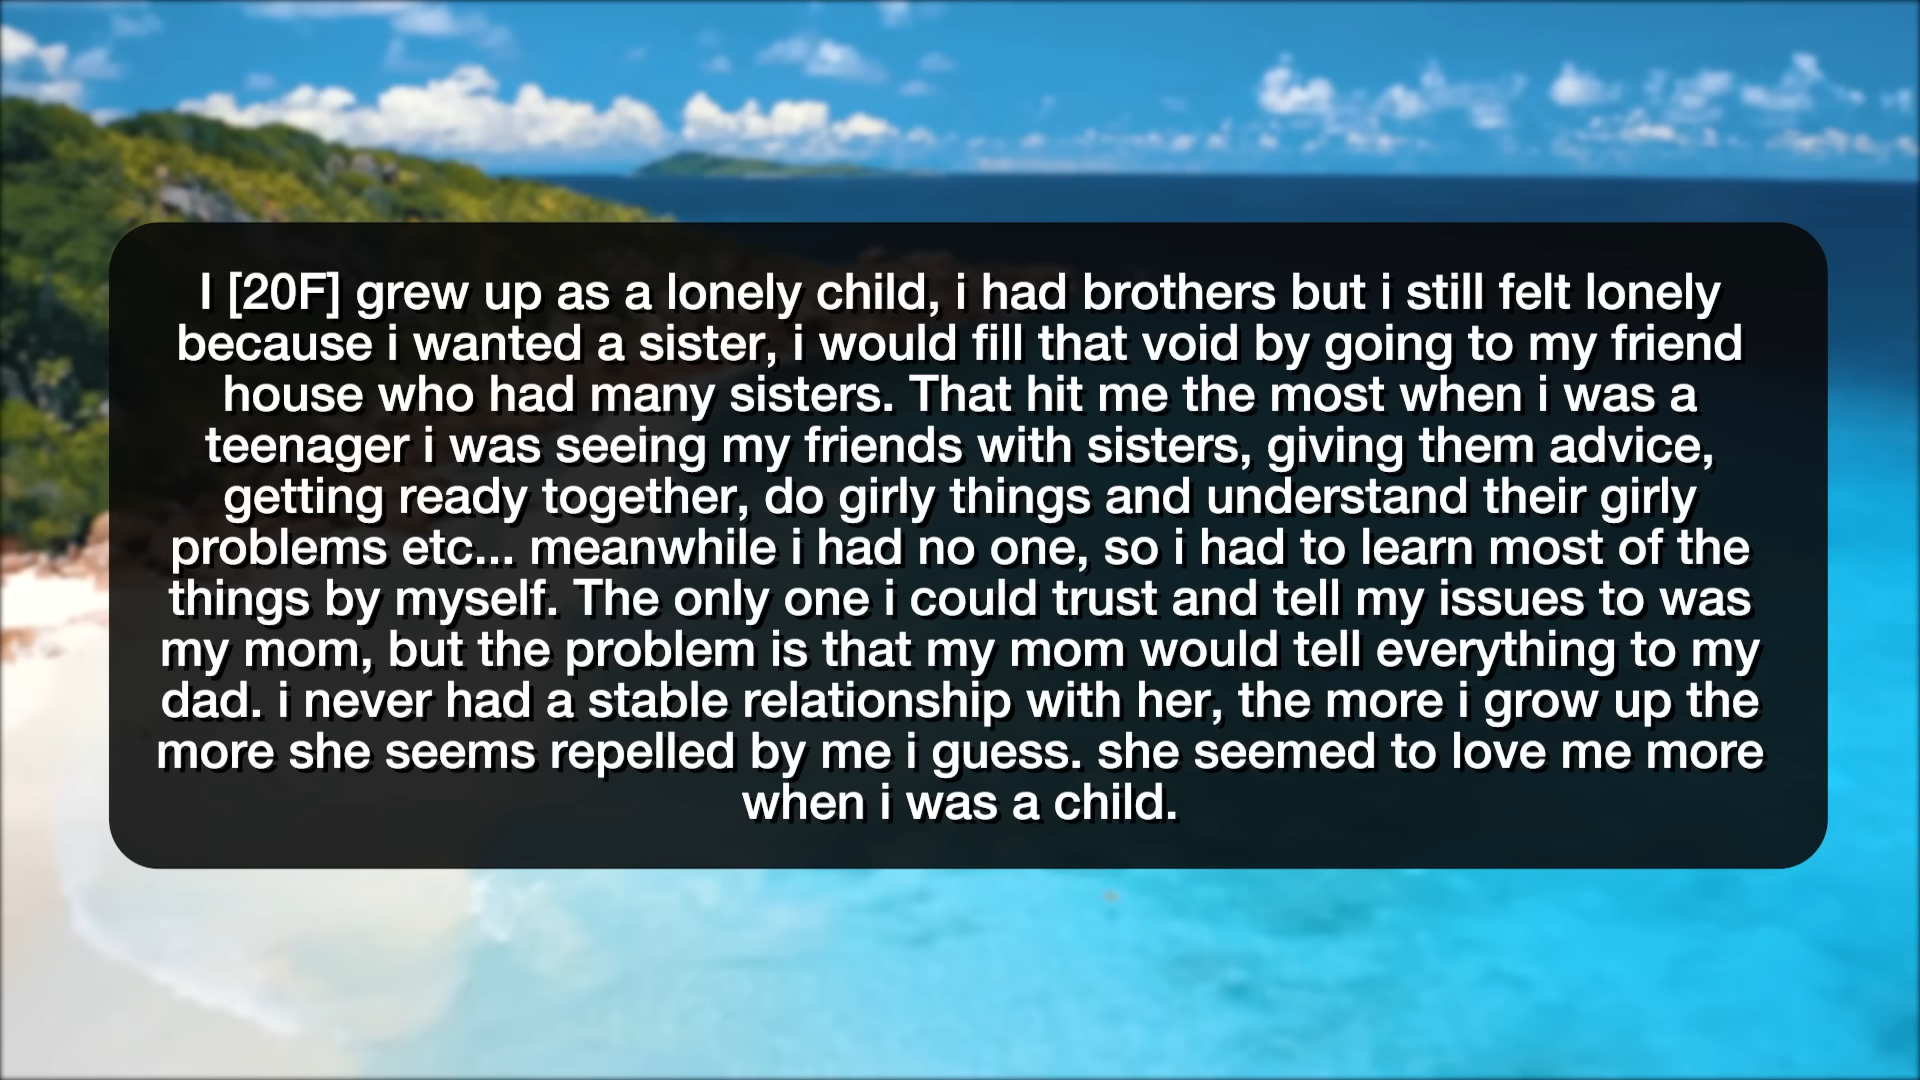 I [20F] grew up as a lonely child, i had brothers but i still felt lonely
because i wanted a sister, i would fill that void by going to my friend
house who had many sisters. That hit me the most when i was a
teenager i was seeing my friends with sisters, giving them advice,
getting ready together, do girly things and understand their girly
problems etc... meanwhile i had no one, so i had to learn most of the
things by myself. The only one i could trust and tell my issues to was
my mom, but the problem is that my mom would tell everything to my
dad. i never had a stable relationship with her, the more i grow up the
more she seems repelled by me i guess. she seemed to love me more
when i was a child.